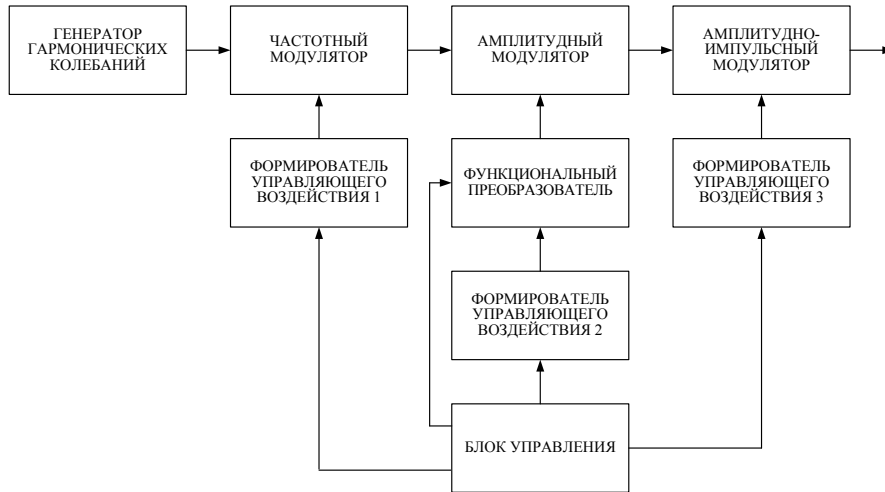 ГЕНЕРАТОР
ГАРМОНИЧЕСКИХ
КОЛЕБАНИЙ
ЧАСТОТНЫЙ
МОДУЛЯТОР
АМПЛИТУДНЫЙ
МОДУЛЯТОР
АМПЛИТУДНО-
ИМПУЛЬСНЫЙ
МОДУЛЯТОР
ФОРМИРОВАТЕЛЬ
УПРАВЛЯЮЩЕГО
ВОЗДЕЙСТВИЯ 1
ФУНКЦИОНАЛЬНЫЙ
ПРЕОБРАЗОВАТЕЛЬ
ФОРМИРОВАТЕЛЬ
УПРАВЛЯЮЩЕГО
ВОЗДЕЙСТВИЯ 3
ФОРМИРОВАТЕЛЬ
УПРАВЛЯЮЩЕГО
ВОЗДЕЙСТВИЯ 2
БЛОК УПРАВЛЕНИЯ